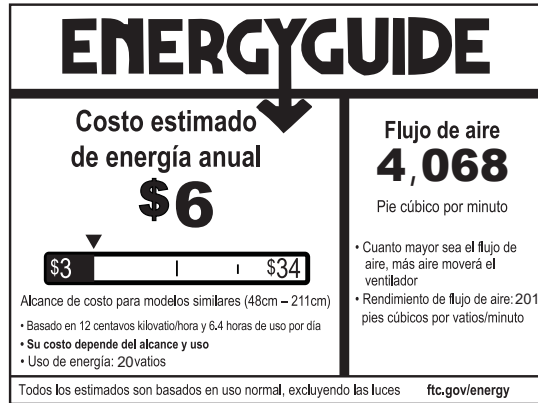 ENERGYGUIDE
Costo estimado
de energía anual
$6
$3
$34
Alcance de costo para modelos similares (48cm – 211cm)
• Basado en 12 centavos kilovatio/hora y 6.4 horas de uso por día
• Su costo depende del alcance y uso
• Uso de energía: 20vatios
Flujo de aire
4,068
Pie cúbico por minuto
• Cuanto mayor sea el flujo de
aire, más aire moverá el
ventilador
• Rendimiento de flujo de aire: 201
pies cúbicos por vatios/minuto
Todos los estimados son basados en uso normal, excluyendo las luces ftc.gov/energy